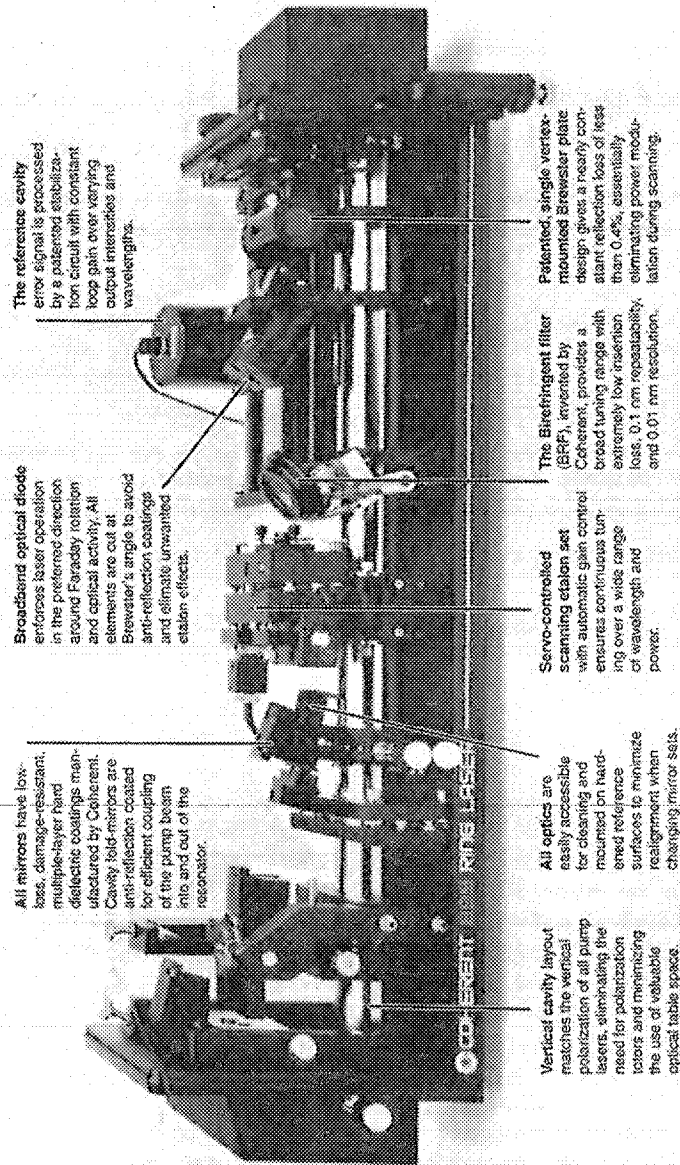 All mirrors have low-
loss, damage-resistant,
multiple-layer hard
dielectric coatings man-
ufactured by Coherent.
Cavity fold-mirrors are
anti-reflection coated
for efficient coupling
of the pump beam
into and out of the
resonator.
Broadband optical diode
enforces laser operation
in the preferred direction
around Faraday rotation
and optical activity. All
elements are cut at
Brewster's angle to avoid
anti-reflection coatings
and elimate unwanted
etalon effects.
The reference cavity
error signal is processed
by a patented stabiliza-
tion circuit with constant
loop gain over varying
output intensities and
wavelengths.
COHERENT RING LASER
Vertical cavity layout
matches the vertical
polarization of all pump
lasers, eliminating the
need for polarization
rotors and minimizing
the use of valuable
optical table space.
All optics are
easily accessible
for cleaning and
mounted on hard-
ened reference
surfaces to minimize
realignment when
changing mirror sets.
Servo-controlled
scanning etalon set
with automatic gain control
ensures continuous tun-
ing over a wide range
of wavelength and
power.
The Birefringent filter
(BRF), invented by
Coherent, provides a
broad tuning range with
extremely low insertion
loss, 0.1 nm repeatability,
and 0.01 nm resolution.
Patented, single vertex-
mounted Brewster plate
design gives a nearly con-
stant reflection loss of less
than 0.4%, essentially
eliminating power modu-
lation during scanning.